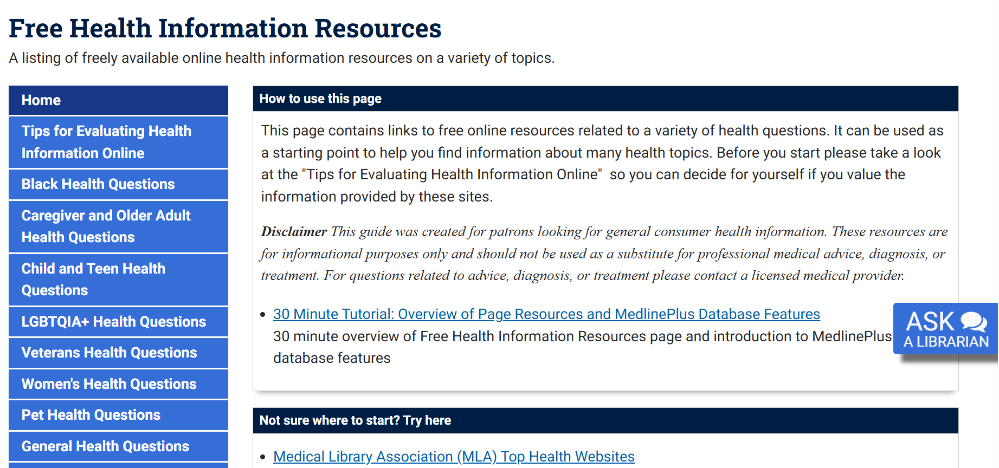 Free Health Information Resources
A listing of freely available online health information resources on a variety of topics.
Home
Tips for Evaluating Health
Information Online
Black Health Questions
Caregiver and Older Adult
Health Questions
Child and Teen Health
Questions
LGBTQIA+ Health Questions
Veterans Health Questions
Women's Health Questions
Pet Health Questions
General Health Questions
How to use this page
This page contains links to free online resources related to a variety of health questions. It can be used as
a starting point to help you find information about many health topics. Before you start please take a look
at the "Tips for Evaluating Health Information Online"  so you can decide for yourself if you value the
information provided by these sites.
Disclaimer This guide was created for patrons looking for general consumer health information. These resources are
for informational purposes only and should not be used as a substitute for professional medical advice, diagnosis, or
treatment. For questions related to advice, diagnosis, or treatment please contact a licensed medical provider.
30 Minute Tutorial: Overview of Page Resources and MedlinePlus Database Features
30 minute overview of Free Health Information Resources page and introduction to MedlinePlus
database features
ASK
A LIBRARIAN
Not sure where to start? Try here
Medical Library Association (MLA) Top Health Websites